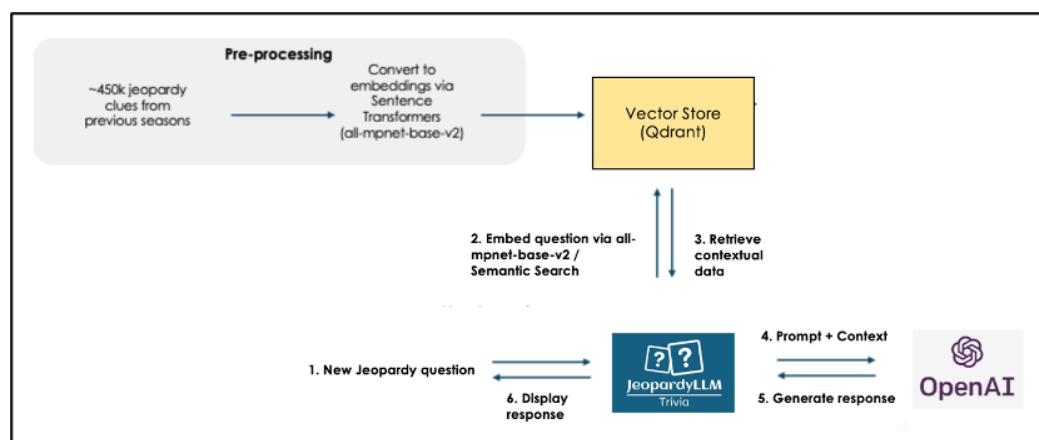 Pre-processing
~450k jeopardy
clues from
previous seasons
Convert to
embeddings via
Sentence
Transformers
(all-mpnet-base-v2)
Vector Store
(Qdrant)
2. Embed question via all-
mpnet-base-v2 /
Semantic Search
3. Retrieve
contextual
data
1. New Jeopardy question
6. Display
response
? ?
JeopardyLLM
Trivia
4. Prompt + Context
5. Generate response
OpenAI